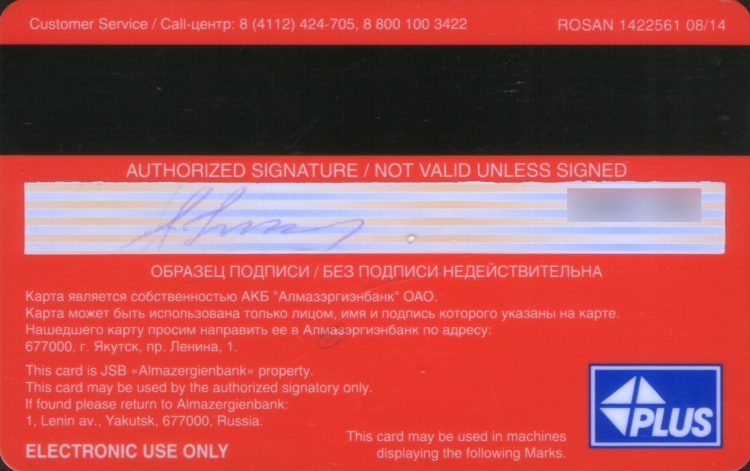 Customer Service / Call-центр: 8 (4112) 424-705, 8 800 100 3422
ROSAN 1422561 08/14
AUTHORIZED SIGNATURE / NOT VALID UNLESS SIGNED
ОБРАЗЕЦ ПОДПИСИ / БЕЗ ПОДПИСИ НЕДЕЙСТВИТЕЛЬНА
Карта является собственностью АКБ "Алмазэргиэнбанк" ОАО.
Карта может быть использована только лицом, имя и подпись которого указаны на карте.
Нашедшего карту просим направить ее в Алмазэргиэнбанк по адресу:
677000, г. Якутск, пр. Ленина, 1.
This card is JSB «Almazergienbank» property.
This card may be used by the authorized signatory only.
If found please return to Almazergienbank:
1, Lenin av., Yakutsk, 677000, Russia.
ELECTRONIC USE ONLY
This card may be used in machines
displaying the following Marks.
PLUS